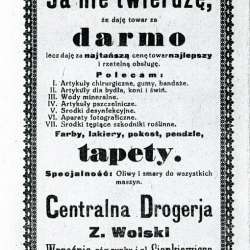 Ja nie twierdzę,
że daję towar za
darmo
lecz daję za najtańszą cenę towar najlepszy
i rzetelną obsługę.
Polecam:
I. Artykuły chirurgiczne, gumy, bandaże.
II. Artykuły dla bydła, koni i świń.
III. Wody mineralne.
IV. Artykuły pszczelnicze.
V. Środki desynfekcyjne.
VI. Aparaty fotograficzne.
VII. Środki tępiące szkodniki roślinne.
Farby, lakiery, pokost, pendzle,
tapety.
Specjalność: Oliwy i smary do wszystkich
maszyn.
Centralna Drogerja
Z. Wolski
Września